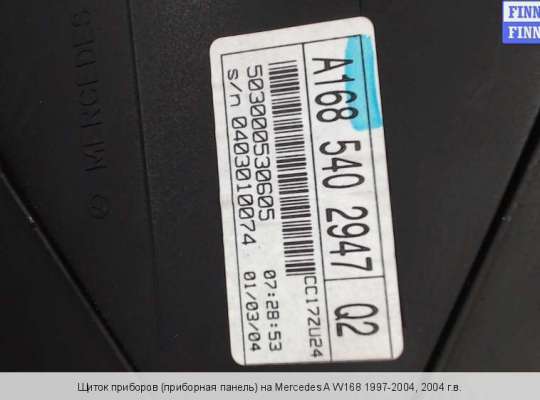 FINN
FINN
MERCEDES
A168 540 2947 Q2
CC17ZU24
5030000530605
s/n 0403010074
07:28:53
01/03/04
Щиток приборов (приборная панель) на Mercedes A W168 1997-2004, 2004 г.в.